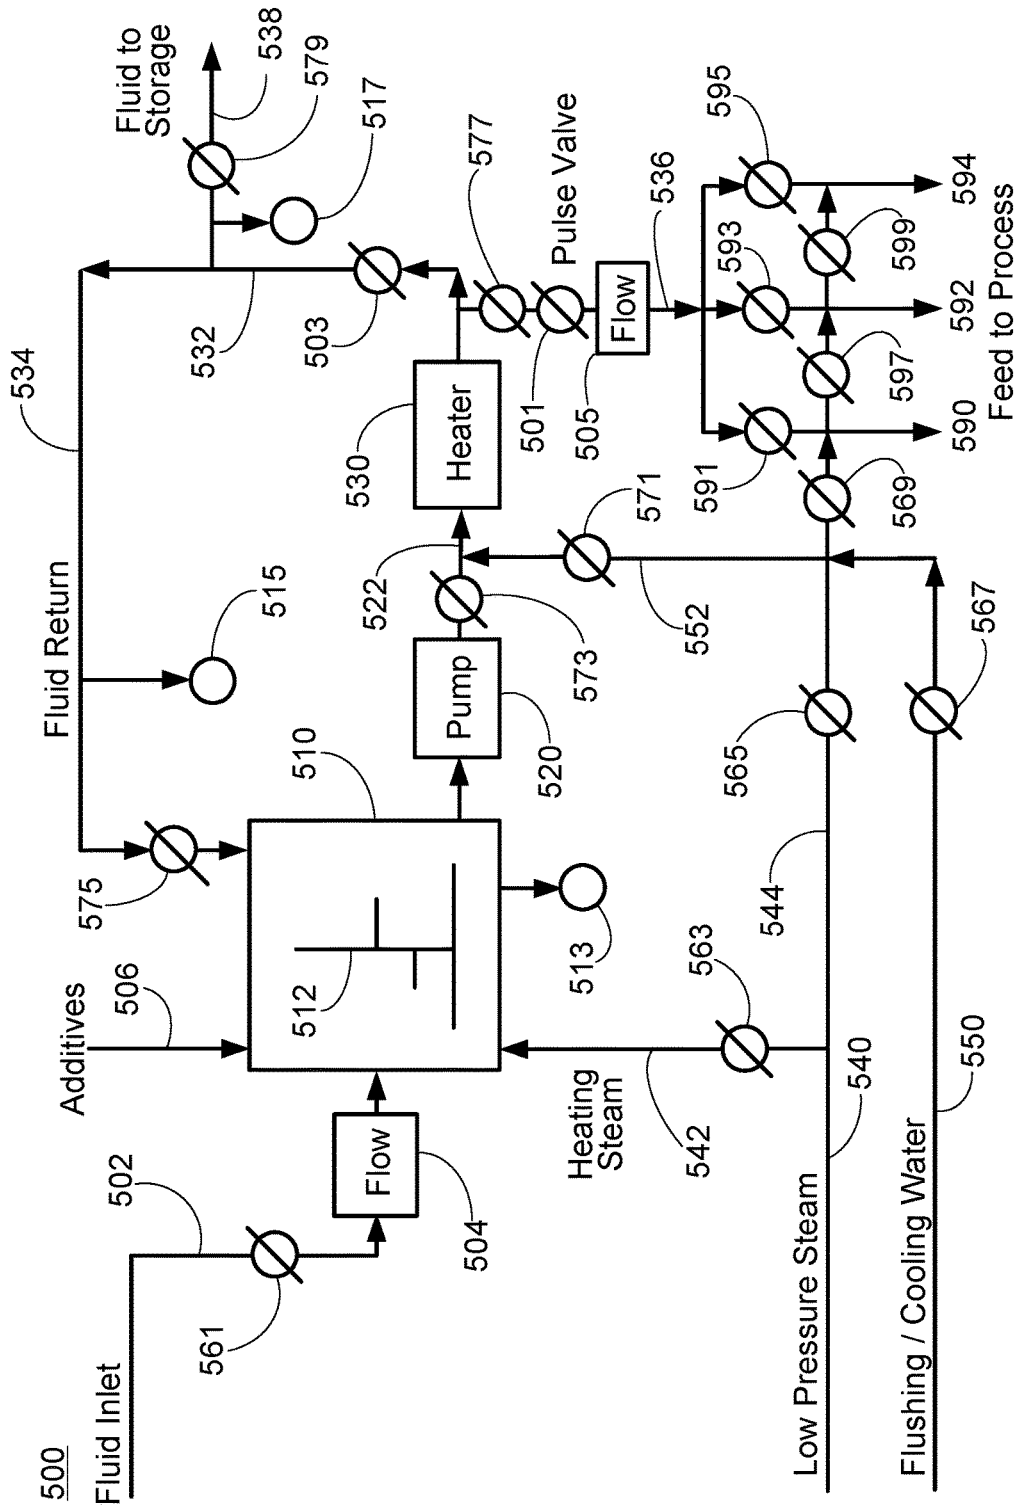 500
Fluid Inlet
502
561
Flow
504
Additives
506
575
512
510
513
Heating
Steam
542
563
Fluid Return
534
515
Pump
520
522
573
Heater
530
571
552
532
503
Fluid to
Storage
538
579
517
577
Pulse Valve
501
Flow
505
536
595
593
591
599
597
569
594
592
590
Feed to Process
565
567
544
Low Pressure Steam
540
Flushing / Cooling Water
550